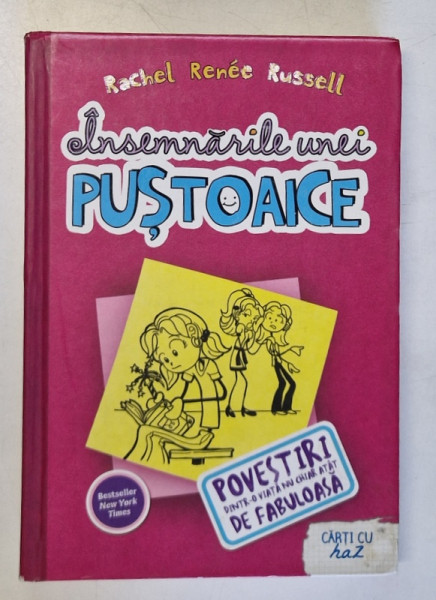 Rachel Renée Russell
Însemnările unei
PUȘTOAICE
POVEȘTIRI
DINTR-O VIAȚĂ NU CHIAR ATÂT
DE FABULOASĂ
Bestseller
New York
Times
CĂRȚI CU
haz